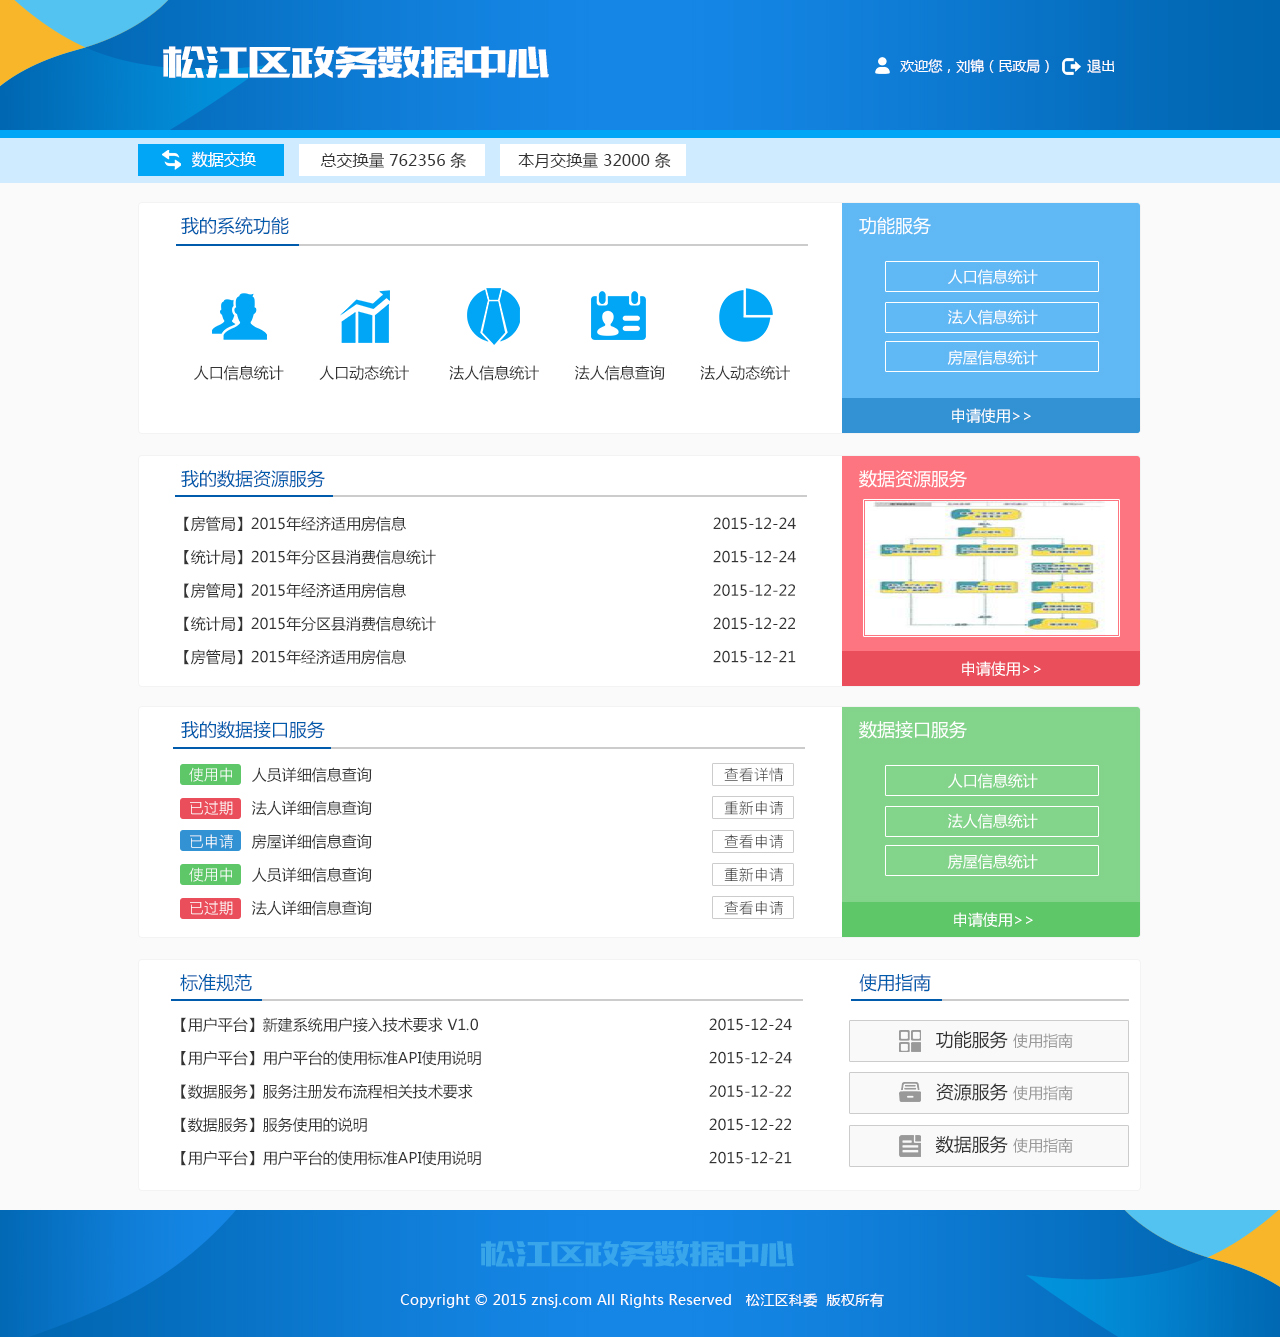 松江区政务数据中心
欢迎您，刘锦（民政局） 退出
数据交换 总交换量 762356 条 本月交换量 32000 条
我的系统功能
人口信息统计 人口动态统计 法人信息统计 法人信息查询 法人动态统计
功能服务
人口信息统计
法人信息统计
房屋信息统计
申请使用>>
我的数据资源服务
【房管局】2015年经济适用房信息 2015-12-24
【统计局】2015年分区县消费信息统计 2015-12-24
【房管局】2015年经济适用房信息 2015-12-22
【统计局】2015年分区县消费信息统计 2015-12-22
【房管局】2015年经济适用房信息 2015-12-21
数据资源服务
申请使用>>
我的数据接口服务
使用中 人员详细信息查询 查看详情
已过期 法人详细信息查询 重新申请
已申请 房屋详细信息查询 查看申请
使用中 人员详细信息查询 重新申请
已过期 法人详细信息查询 查看申请
数据接口服务
人口信息统计
法人信息统计
房屋信息统计
申请使用>>
标准规范
【用户平台】新建系统用户接入技术要求 V1.0 2015-12-24
【用户平台】用户平台的使用标准API使用说明 2015-12-24
【数据服务】服务注册发布流程相关技术要求 2015-12-22
【数据服务】服务使用的说明 2015-12-22
【用户平台】用户平台的使用标准API使用说明 2015-12-21
使用指南
功能服务 使用指南
资源服务 使用指南
数据服务 使用指南
松江区政务数据中心
Copyright © 2015 znsj.com All Rights Reserved 松江区科委 版权所有